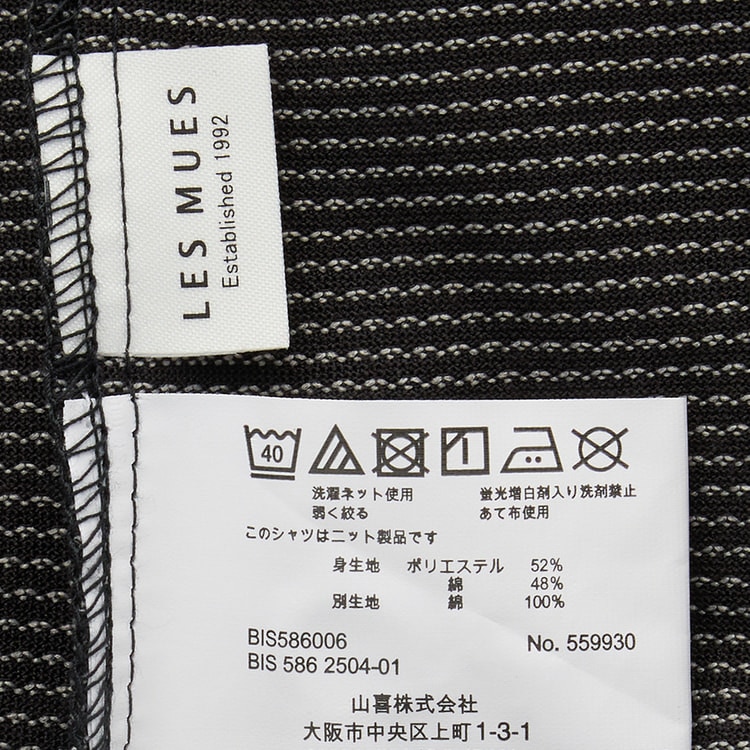 LES MUES
Established 1992
40
洗濯ネット使用
弱く絞る
蛍光増白剤入り洗剤禁止
あて布使用
このシャツはニット製品です
身生地 ポリエステル 52%
綿 48%
別生地 綿 100%
BIS586006
BIS 586 2504-01
No. 559930
山喜株式会社
大阪市中央区上町1-3-1